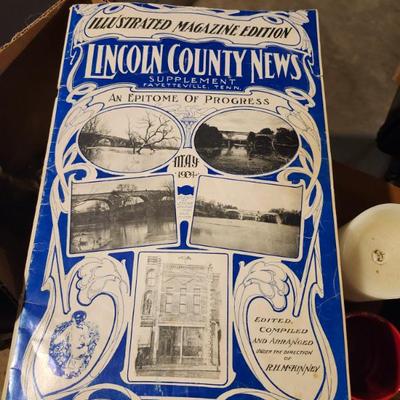 ILLUSTRATED MAGAZINE EDITION
LINCOLN COUNTY NEWS
SUPPLEMENT
FAYETTEVILLE, TENN.
AN EPITOME OF PROGRESS
MAY
1904
EDITED,
COMPILED
AND ARRANGED
UNDER THE DIRECTION
OF
R.H. McKINNEY